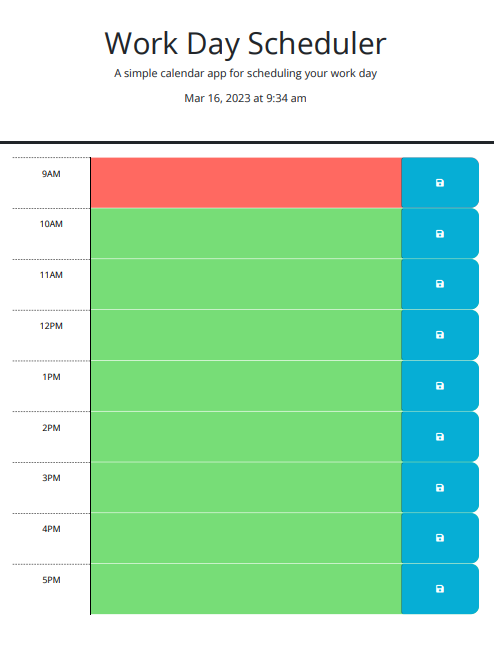 Work Day Scheduler
A simple calendar app for scheduling your work day
Mar 16, 2023 at 9:34 am
9AM
10AM
11AM
12PM
1PM
2PM
3PM
4PM
5PM